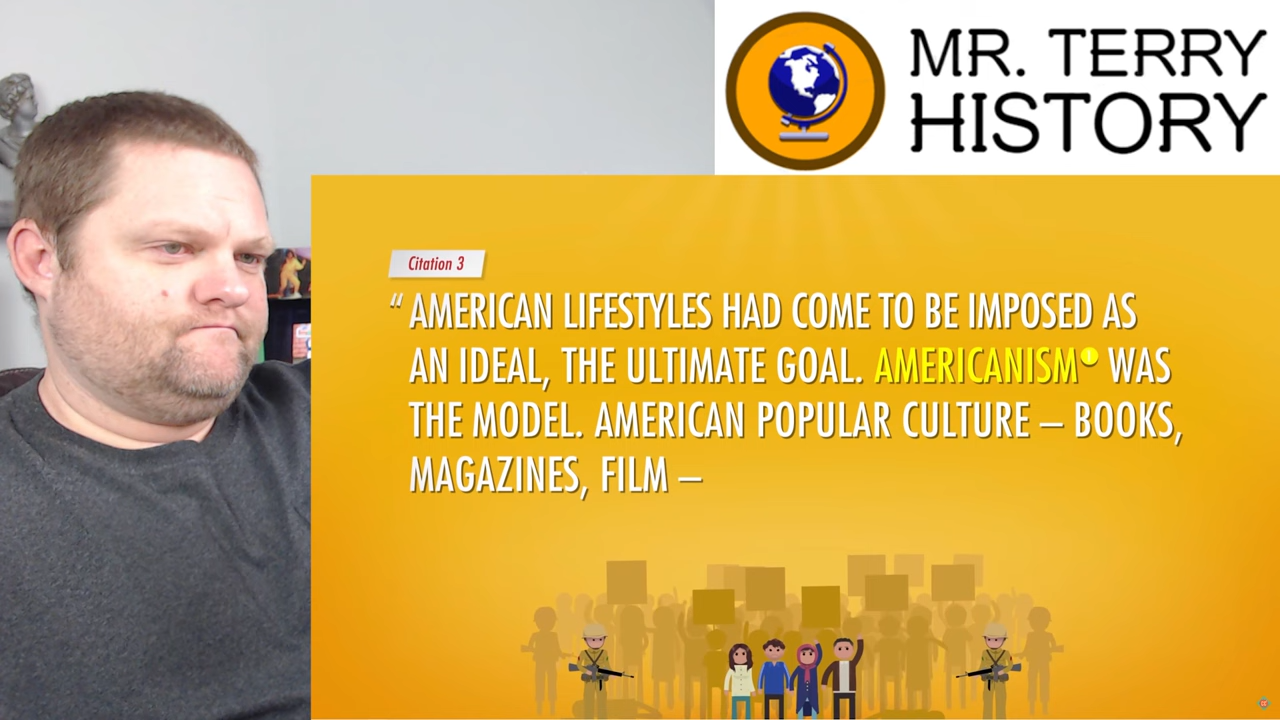 MR. TERRY
HISTORY
Citation 3
“ AMERICAN LIFESTYLES HAD COME TO BE IMPOSED AS
AN IDEAL, THE ULTIMATE GOAL. AMERICANISM WAS
THE MODEL. AMERICAN POPULAR CULTURE – BOOKS,
MAGAZINES, FILM –